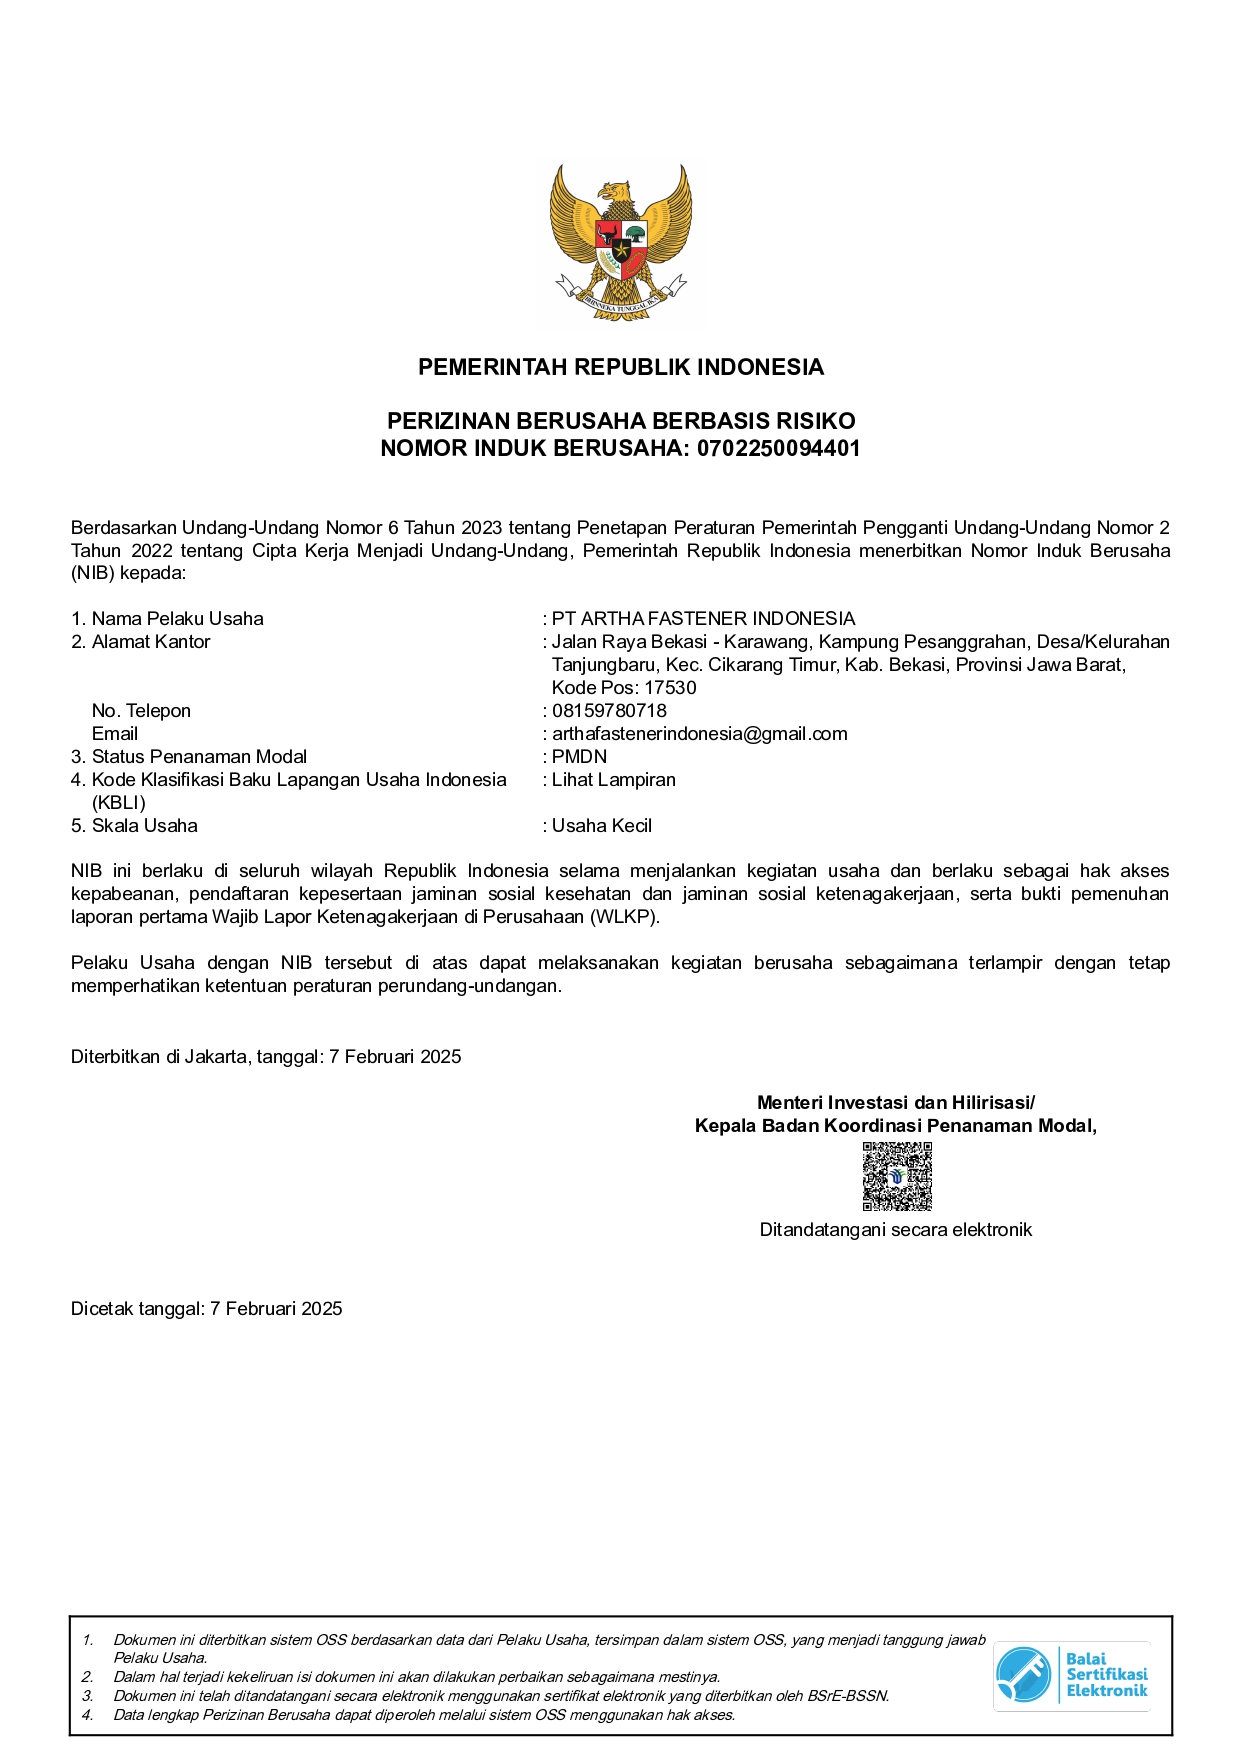 BHINNEKA TUNGGAL IKA
PEMERINTAH REPUBLIK INDONESIA
PERIZINAN BERUSAHA BERBASIS RISIKO
NOMOR INDUK BERUSAHA: 0702250094401
Berdasarkan Undang-Undang Nomor 6 Tahun 2023 tentang Penetapan Peraturan Pemerintah Pengganti Undang-Undang Nomor 2
Tahun 2022 tentang Cipta Kerja Menjadi Undang-Undang, Pemerintah Republik Indonesia menerbitkan Nomor Induk Berusaha
(NIB) kepada:
1. Nama Pelaku Usaha : PT ARTHA FASTENER INDONESIA
2. Alamat Kantor : Jalan Raya Bekasi - Karawang, Kampung Pesanggrahan, Desa/Kelurahan
Tanjungbaru, Kec. Cikarang Timur, Kab. Bekasi, Provinsi Jawa Barat,
Kode Pos: 17530
No. Telepon : 08159780718
Email : arthafastenerindonesia@gmail.com
3. Status Penanaman Modal : PMDN
4. Kode Klasifikasi Baku Lapangan Usaha Indonesia : Lihat Lampiran
(KBLI)
5. Skala Usaha : Usaha Kecil
NIB ini berlaku di seluruh wilayah Republik Indonesia selama menjalankan kegiatan usaha dan berlaku sebagai hak akses
kepabeanan, pendaftaran kepesertaan jaminan sosial kesehatan dan jaminan sosial ketenagakerjaan, serta bukti pemenuhan
laporan pertama Wajib Lapor Ketenagakerjaan di Perusahaan (WLKP).
Pelaku Usaha dengan NIB tersebut di atas dapat melaksanakan kegiatan berusaha sebagaimana terlampir dengan tetap
memperhatikan ketentuan peraturan perundang-undangan.
Diterbitkan di Jakarta, tanggal: 7 Februari 2025
Menteri Investasi dan Hilirisasi/
Kepala Badan Koordinasi Penanaman Modal,
Ditandatangani secara elektronik
Dicetak tanggal: 7 Februari 2025
1. Dokumen ini diterbitkan sistem OSS berdasarkan data dari Pelaku Usaha, tersimpan dalam sistem OSS, yang menjadi tanggung jawab
Pelaku Usaha.
2. Dalam hal terjadi kekeliruan isi dokumen ini akan dilakukan perbaikan sebagaimana mestinya.
3. Dokumen ini telah ditandatangani secara elektronik menggunakan sertifikat elektronik yang diterbitkan oleh BSrE-BSSN.
4. Data lengkap Perizinan Berusaha dapat diperoleh melalui sistem OSS menggunakan hak akses.
Balai
Sertifikasi
Elektronik